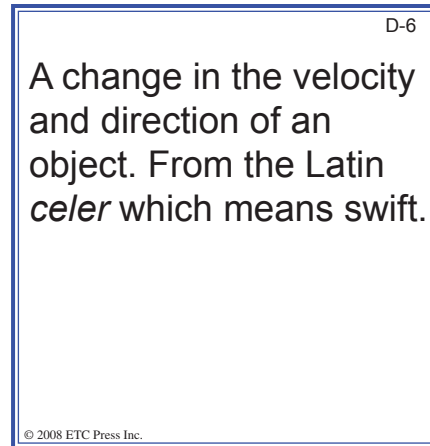 D-6
A change in the velocity
and direction of an
object. From the Latin
celer which means swift.
© 2008 ETC Press Inc.